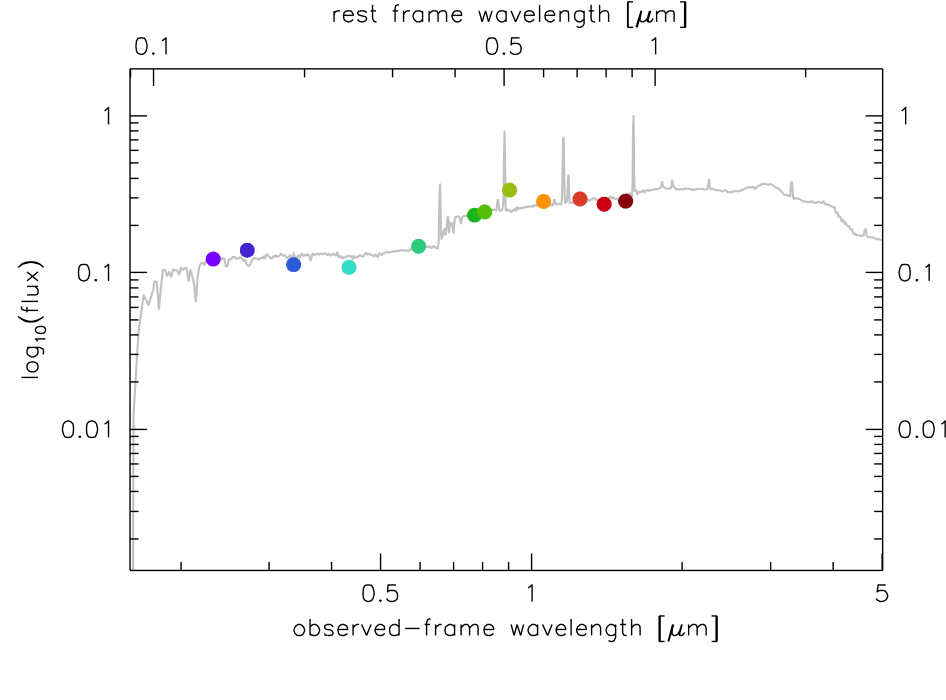 rest frame wavelength [μm]
0.1 0.5 1
1 1
0.1 0.1
0.01 0.01
log10(flux)
0.5 1 5
observed-frame wavelength [μm]